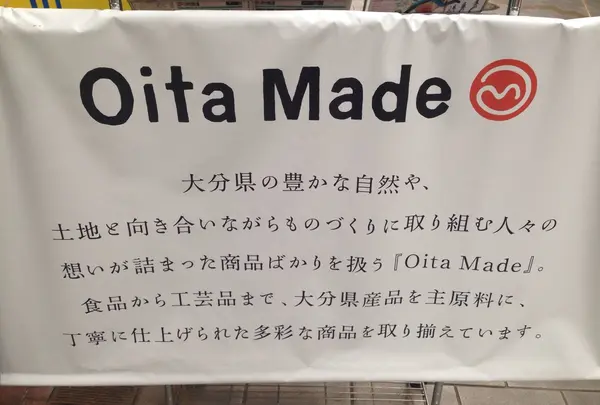 Oita Made
大分県の豊かな自然や、
土地と向き合いながらものづくりに取り組む人々の
想いが詰まった商品ばかりを扱う『Oita Made』。
食品から工芸品まで、大分県産品を主原料に、
丁寧に仕上げられた多彩な商品を取り揃えています。